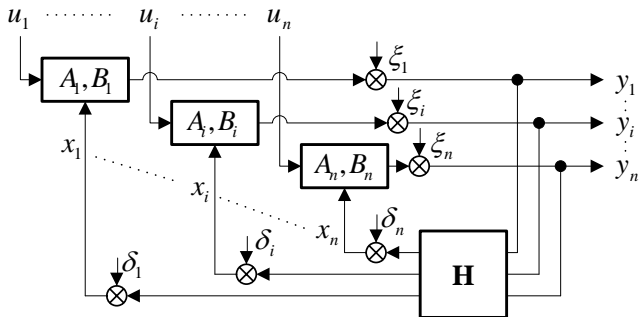 u₁ ........ uᵢ ........ uₙ
ξ₁
A₁,B₁
y₁
ξᵢ
Aᵢ,Bᵢ
yᵢ
x₁
ξₙ
Aₙ,Bₙ
yₙ
xᵢ
xₙ
δₙ
δᵢ
H
δ₁